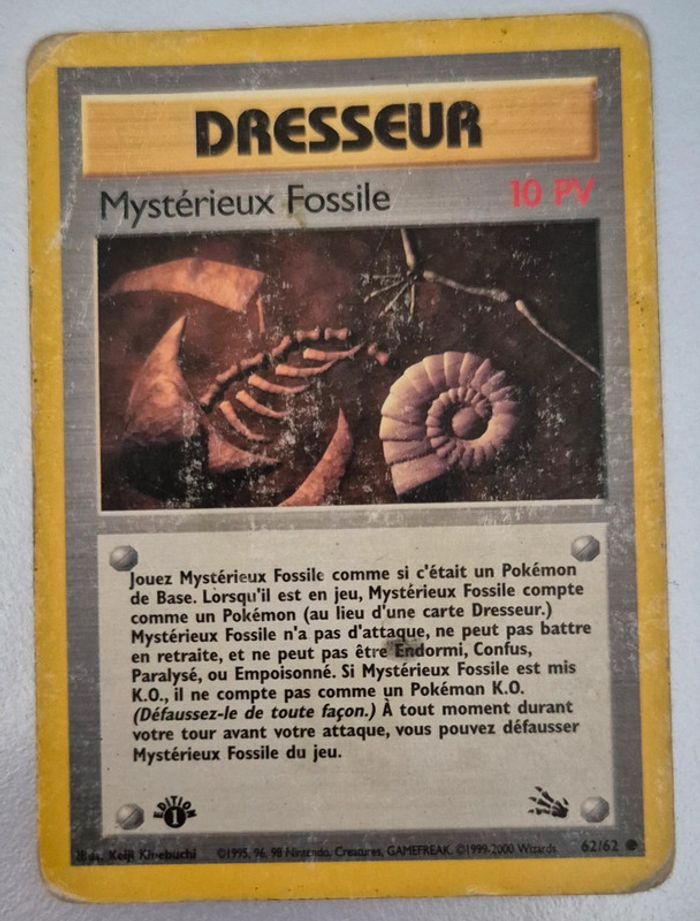 DRESSEUR
Mystérieux Fossile 10 PV
Jouez Mystérieux Fossile comme si c'était un Pokémon
de Base. Lorsqu'il est en jeu, Mystérieux Fossile compte
comme un Pokémon (au lieu d'une carte Dresseur.)
Mystérieux Fossile n'a pas d'attaque, ne peut pas battre
en retraite, et ne peut pas être Endormi, Confus,
Paralysé, ou Empoisonné. Si Mystérieux Fossile est mis
K.O., il ne compte pas comme un Pokémon K.O.
(Défaussez-le de toute façon.) À tout moment durant
votre tour avant votre attaque, vous pouvez défausser
Mystérieux Fossile du jeu.
EDITION 1
Illus. Keiji Kinebuchi ©1995, 96, 98 Nintendo, Creatures, GAMEFREAK. ©1999-2000 Wizards. 62/62